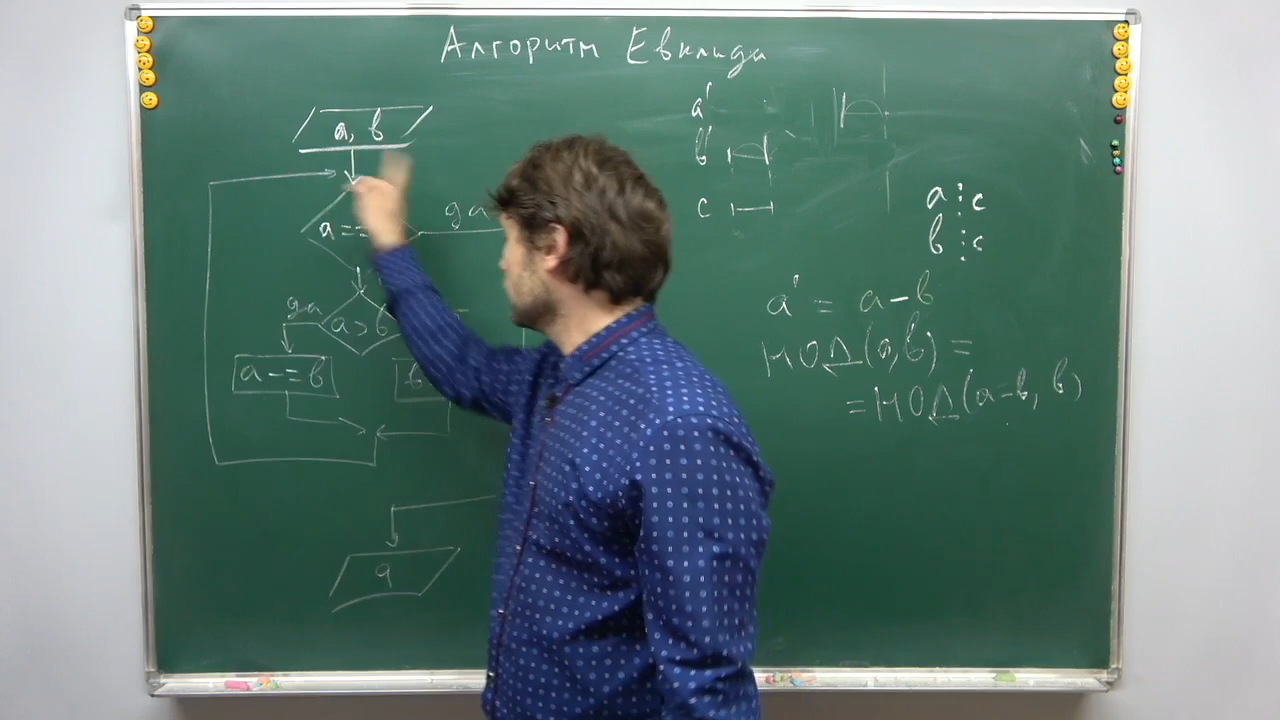 Алгоритм Евклида
a, b
a ==
да
a > b
да
a -= b
b
a
a'
b'
c
a ⋮ c
b ⋮ c
a' = a - b
НОД(a, b) =
= НОД(a-b, b)